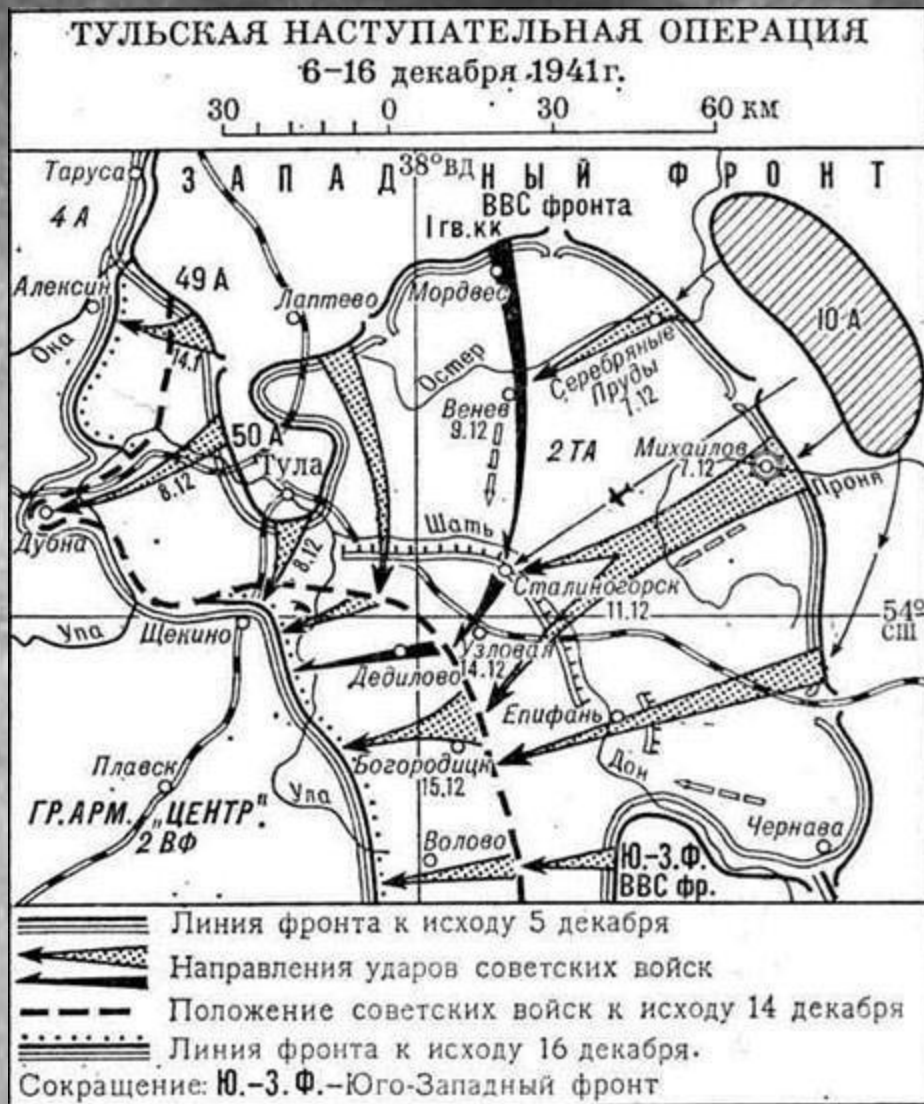 ТУЛЬСКАЯ НАСТУПАТЕЛЬНАЯ ОПЕРАЦИЯ
6-16 декабря 1941г.
30 0 30 60 км
Таруса
ЗАПАДНЫЙ ФРОНТ
38° ВД
4 А
ВВС фронта
1 гв.кк
49 А
Алексин
Лаптево
Мордвес
10 А
Ока
14.12
Остер
Серебряные
Пруды
7.12
Венев
9.12
50 А
2 ТА
Михайлов
7.12
Тула
8.12
Проня
Дубна
Шать
8.12
Сталиногорск
11.12
54°
сш
Упа
Щекино
Узловая
14.12
Дедилово
Епифань
Богородицк
15.12
Дон
Плавск
Упа
ГР.АРМ. „ЦЕНТР"
2 ВФ
Чернава
Волово
Ю.-З.Ф.
ВВС фр.
Линия фронта к исходу 5 декабря
Направления ударов советских войск
Положение советских войск к исходу 14 декабря
Линия фронта к исходу 16 декабря.
Сокращение: Ю.-З.Ф.-Юго-Западный фронт